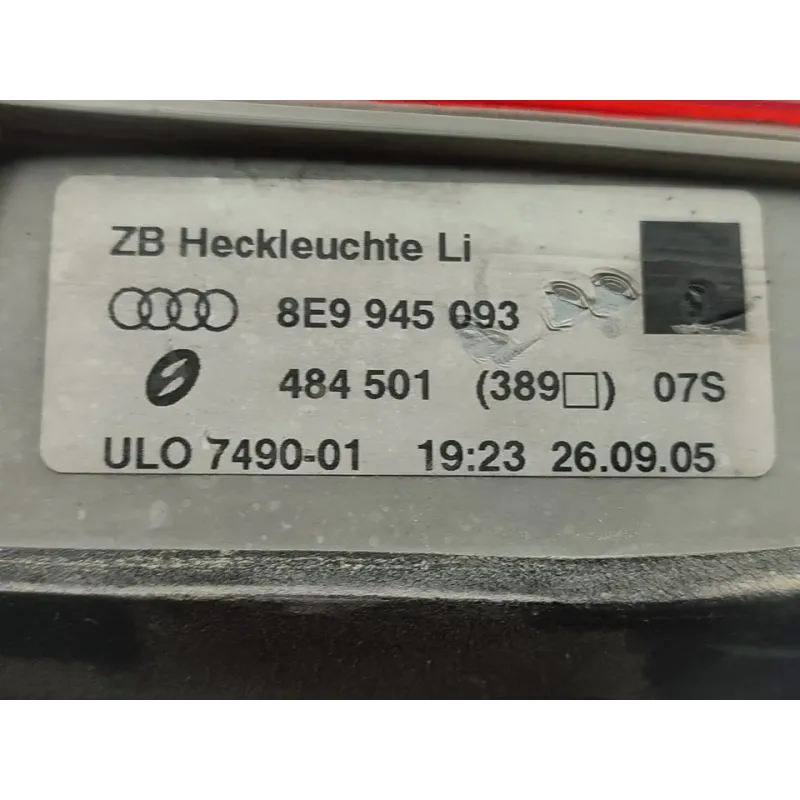 ZB Heckleuchte Li
8E9 945 093
484 501 (389□) 07S
ULO 7490-01 19:23 26.09.05